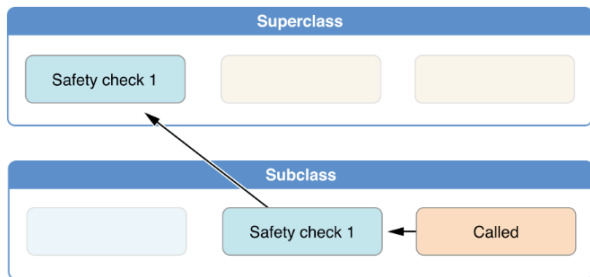 Superclass
Safety check 1
Subclass
Safety check 1
Called